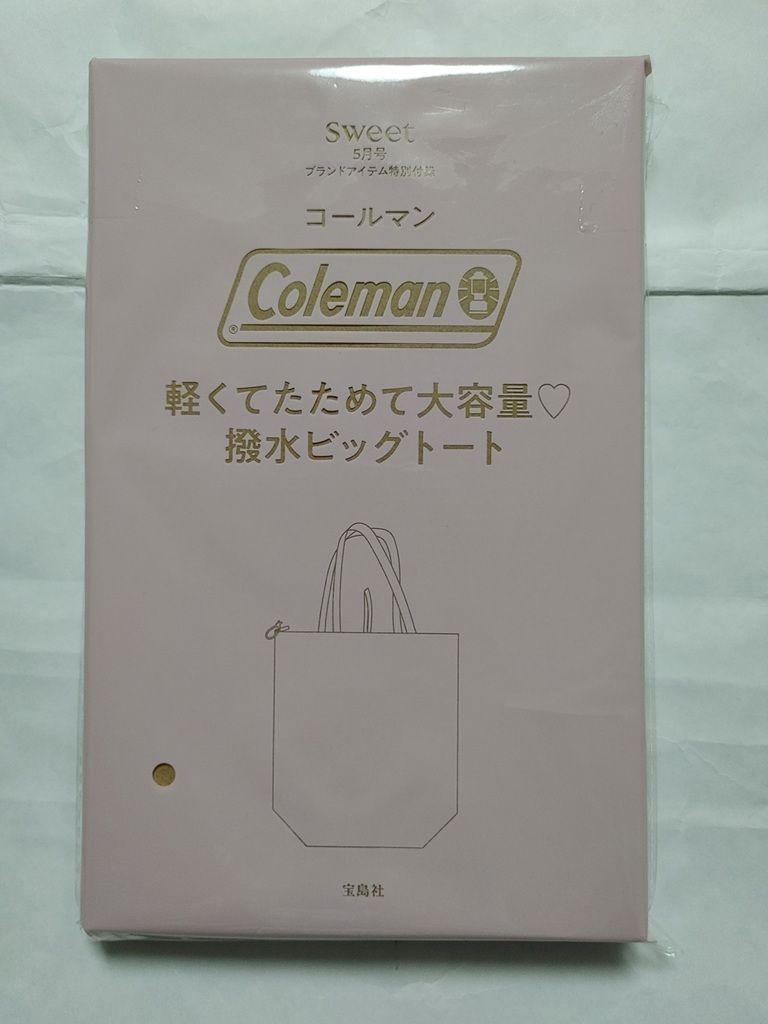 sweet
5月号
ブランドアイテム特別付録
コールマン
Coleman
®
軽くてたためて大容量♡
撥水ビッグトート
宝島社